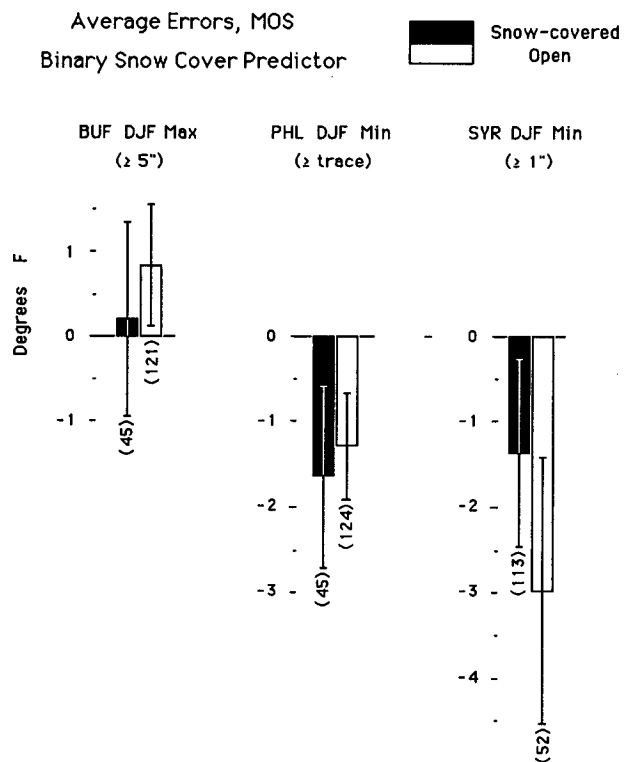 Average Errors, MOS
Binary Snow Cover Predictor
Snow-covered
Open
BUF DJF Max
(≥ 5")
PHL DJF Min
(≥ trace)
SYR DJF Min
(≥ 1")
Degrees F
1
0
-1
(45)
(121)
0
-1
-2
-3
(45)
(124)
0
-1
-2
-3
-4
(113)
(52)